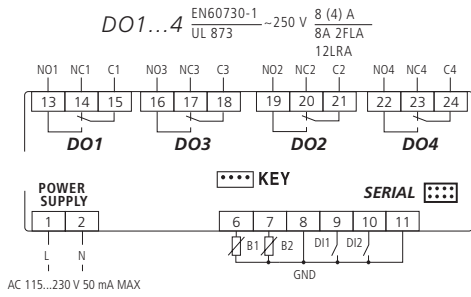 DO1...4 EN60730-1 ~250 V 8 (4) A
UL 873 8A 2FLA
12LRA
NO1 NC1 C1 NO3 NC3 C3 NO2 NC2 C2 NO4 NC4 C4
13 14 15 16 17 18 19 20 21 22 23 24
DO1 DO3 DO2 DO4
POWER
SUPPLY
KEY
SERIAL
1 2 6 7 8 9 10 11
B1 B2 DI1 DI2
L N
GND
AC 115...230 V 50 mA MAX